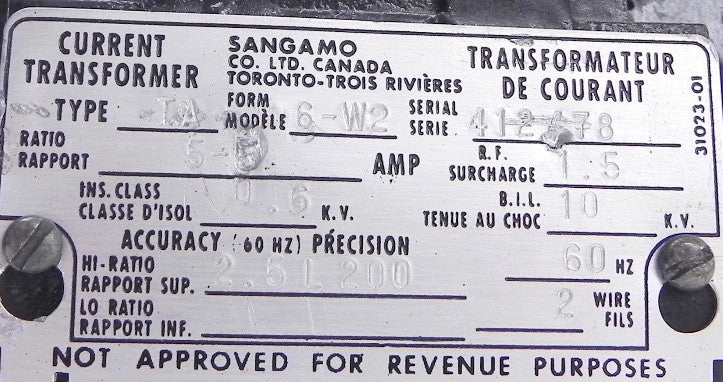 CURRENT TRANSFORMER
SANGAMO
CO. LTD. CANADA
TORONTO-TROIS RIVIÈRES
TRANSFORMATEUR DE COURANT
TYPE
FORM MODÈLE 6-W2
SERIAL SERIE
RATIO RAPPORT AMP
R.F. SURCHARGE 1.5
INS. CLASS CLASSE D'ISOL 0.6 K.V.
B.I.L. TENUE AU CHOC 10 K.V.
ACCURACY (60 HZ) PRÉCISION
HI-RATIO RAPPORT SUP. 2.5L200
60 HZ
LO RATIO RAPPORT INF.
2 WIRE FILS
NOT APPROVED FOR REVENUE PURPOSES
31023-01